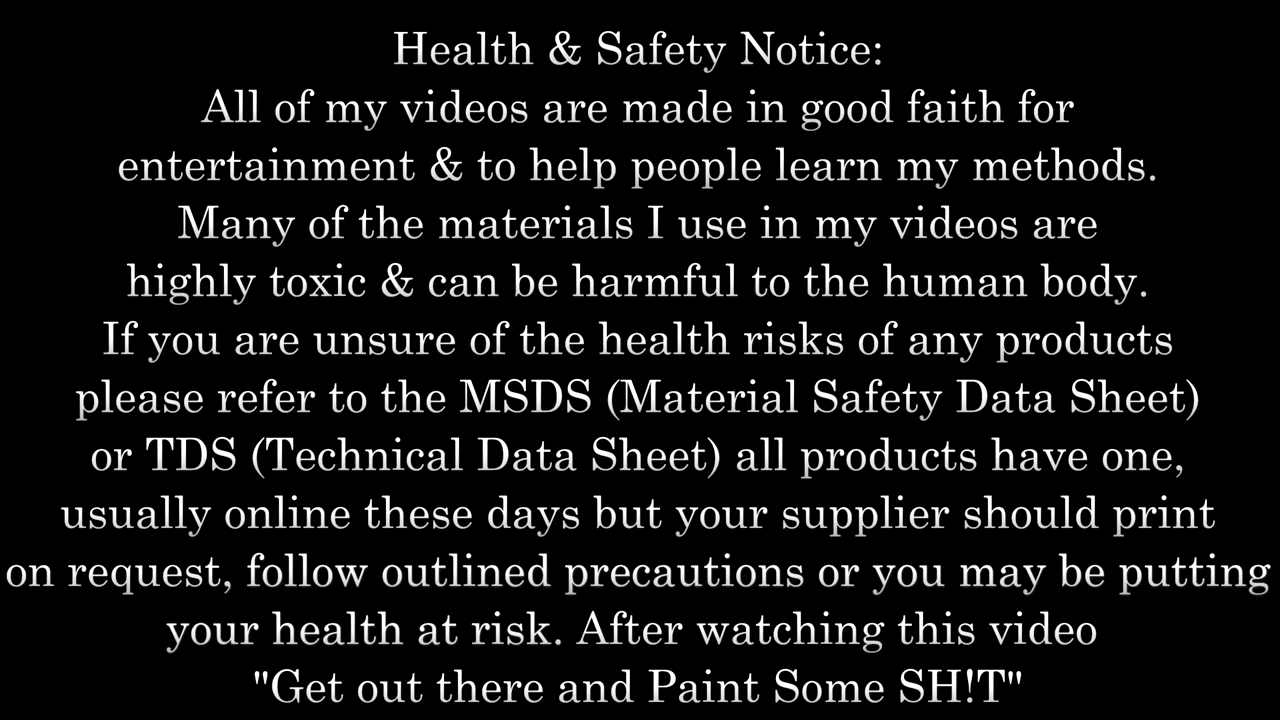 Health & Safety Notice:
All of my videos are made in good faith for
entertainment & to help people learn my methods.
Many of the materials I use in my videos are
highly toxic & can be harmful to the human body.
If you are unsure of the health risks of any products
please refer to the MSDS (Material Safety Data Sheet)
or TDS (Technical Data Sheet) all products have one,
usually online these days but your supplier should print
on request, follow outlined precautions or you may be putting
your health at risk. After watching this video
"Get out there and Paint Some SH!T"